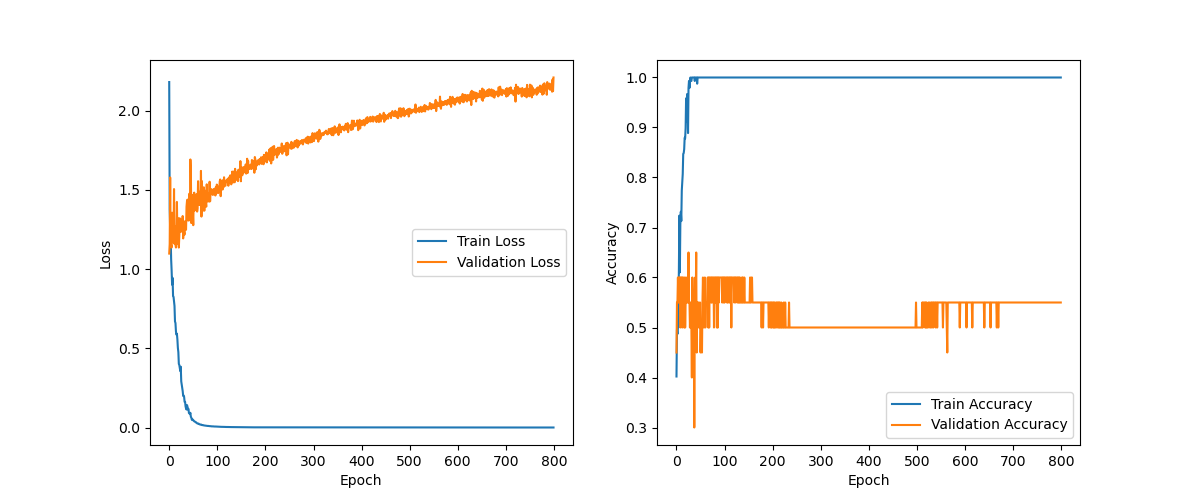 2.0
1.5
1.0
0.5
0.0
Loss
0 100 200 300 400 500 600 700 800
Epoch
Train Loss
Validation Loss
1.0
0.9
0.8
0.7
0.6
0.5
0.4
0.3
Accuracy
0 100 200 300 400 500 600 700 800
Epoch
Train Accuracy
Validation Accuracy